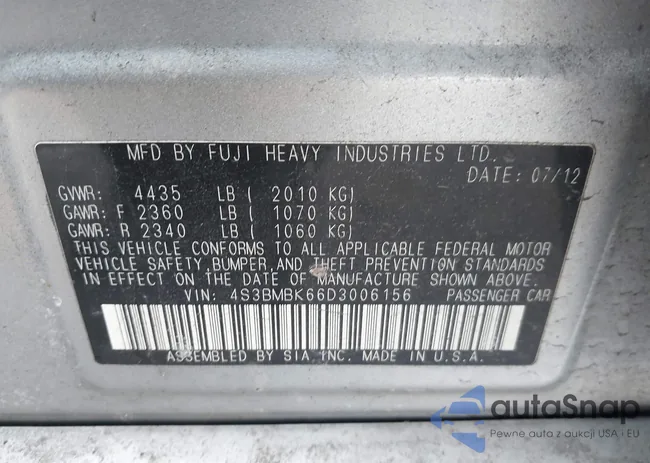 MFD BY FUJI HEAVY INDUSTRIES LTD.
DATE: 07/12
GVWR: 4435 LB ( 2010 KG)
GAWR: F 2360 LB ( 1070 KG)
GAWR: R 2340 LB ( 1060 KG)
THIS VEHICLE CONFORMS TO ALL APPLICABLE FEDERAL MOTOR
VEHICLE SAFETY, BUMPER, AND THEFT PREVENTION STANDARDS
IN EFFECT ON THE DATE OF MANUFACTURE SHOWN ABOVE.
VIN: 4S3BMBK66D3006156 PASSENGER CAR
ASSEMBLED BY SIA INC. MADE IN U.S.A.
autoSnap
Pewne auta z aukcji USA i EU